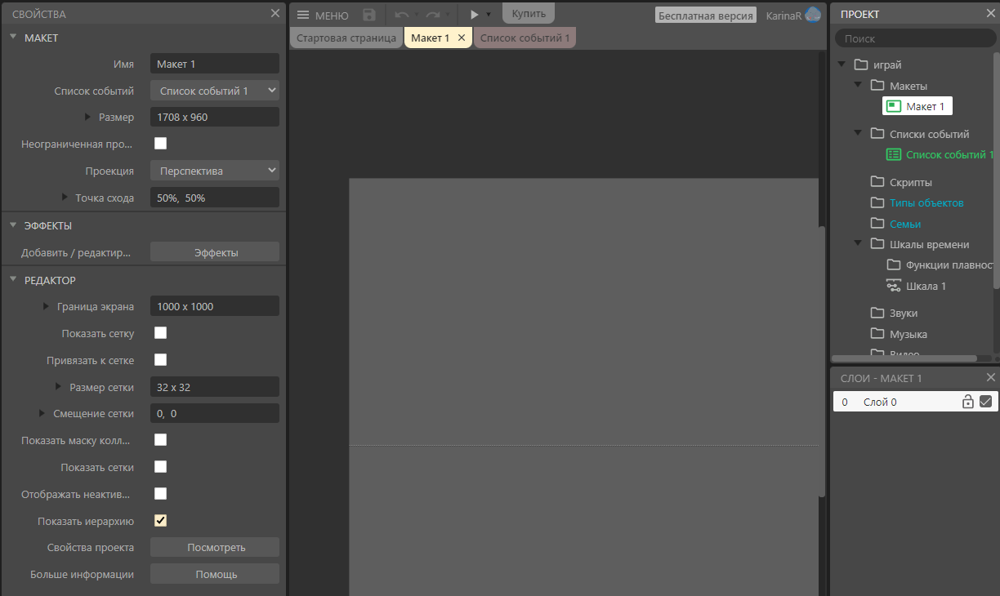 СВОЙСТВА
МАКЕТ
Имя Макет 1
Список событий Список событий 1
Размер 1708 x 960
Неограниченная про...
Проекция Перспектива
Точка схода 50%, 50%
ЭФФЕКТЫ
Добавить / редактир... Эффекты
РЕДАКТОР
Граница экрана 1000 x 1000
Показать сетку
Привязать к сетке
Размер сетки 32 x 32
Смещение сетки 0, 0
Показать маску колл...
Показать сетки
Отображать неактив...
Показать иерархию
Свойства проекта Посмотреть
Больше информации Помощь
МЕНЮ Купить Бесплатная версия KarinaR
Стартовая страница Макет 1 Список событий 1
ПРОЕКТ
Поиск
играй
Макеты
Макет 1
Списки событий
Список событий 1
Скрипты
Типы объектов
Семьи
Шкалы времени
Функции плавност
Шкала 1
Звуки
Музыка
Видео
СЛОИ - МАКЕТ 1
0 Слой 0